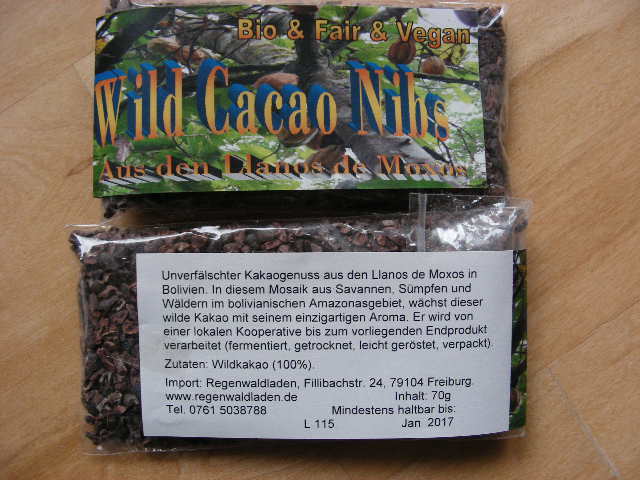 Bio & Fair & Vegan
Wild Cacao Nibs
Aus den Llanos de Moxos
Unverfälschter Kakaogenuss aus den Llanos de Moxos in
Bolivien. In diesem Mosaik aus Savannen, Sümpfen und
Wäldern im bolivianischen Amazonasgebiet, wächst dieser
wilde Kakao mit seinem einzigartigen Aroma. Er wird von
einer lokalen Kooperative bis zum vorliegenden Endprodukt
verarbeitet (fermentiert, getrocknet, leicht geröstet, verpackt).
Zutaten: Wildkakao (100%).
Import: Regenwaldladen, Fillibachstr. 24, 79104 Freiburg.
www.regenwaldladen.de Inhalt: 70g
Tel. 0761 5038788 Mindestens haltbar bis:
L 115 Jan 2017